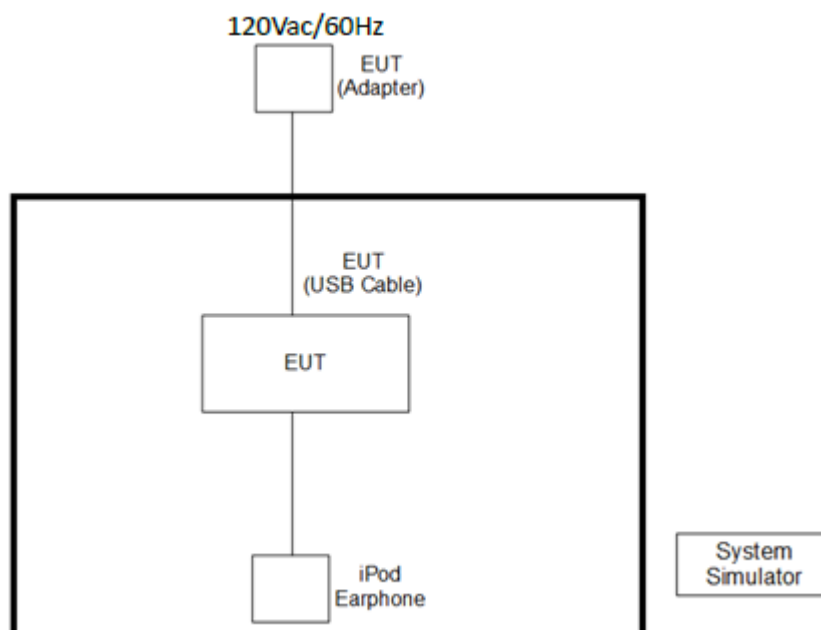 120Vac/60Hz
EUT
(Adapter)
EUT
(USB Cable)
EUT
iPod
Earphone
System
Simulator